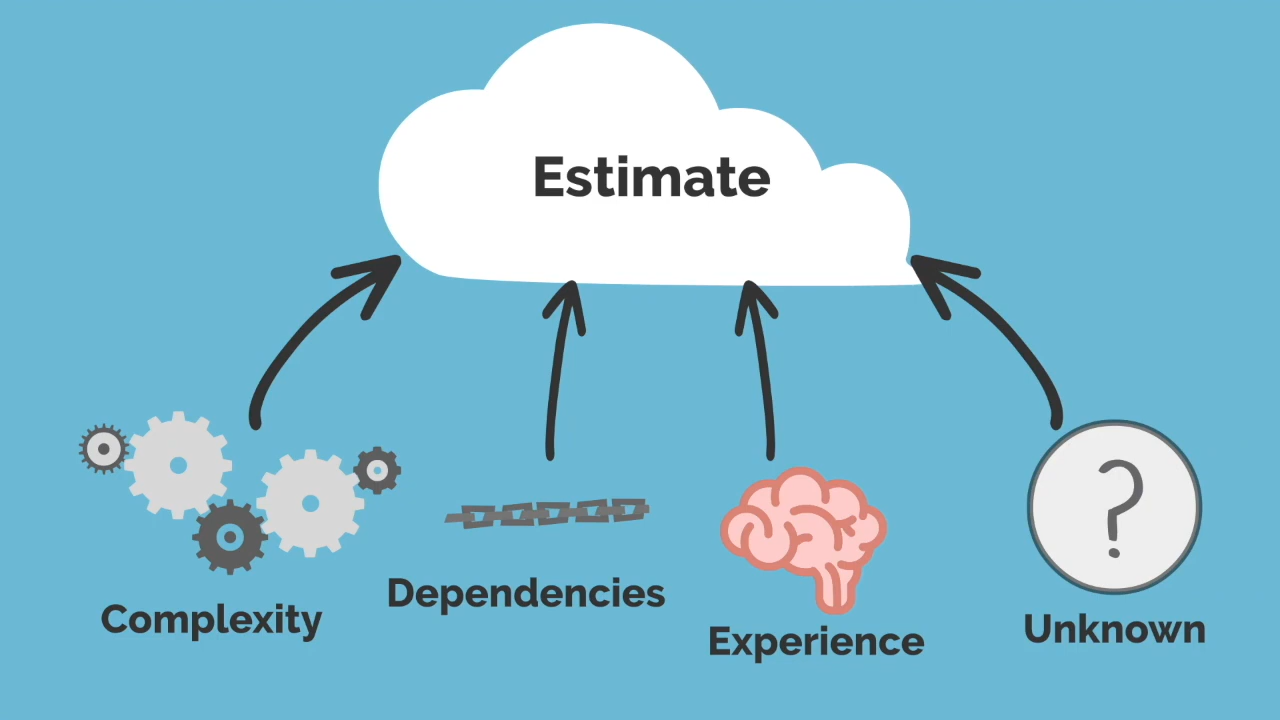 Estimate
Complexity
Dependencies
Experience
?
Unknown